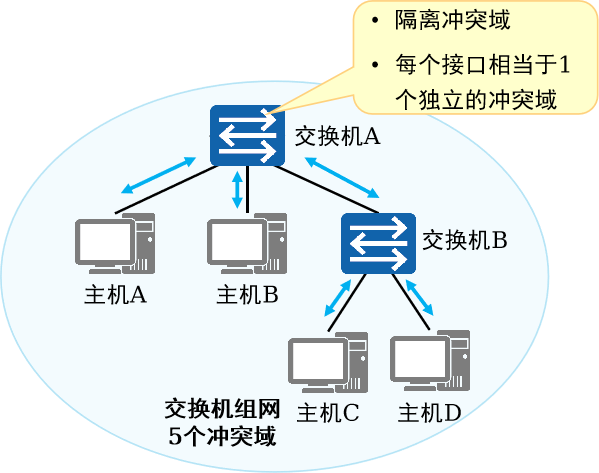 • 隔离冲突域
• 每个接口相当于1
个独立的冲突域
交换机A
交换机B
主机A
主机B
主机C
主机D
交换机组网
5个冲突域